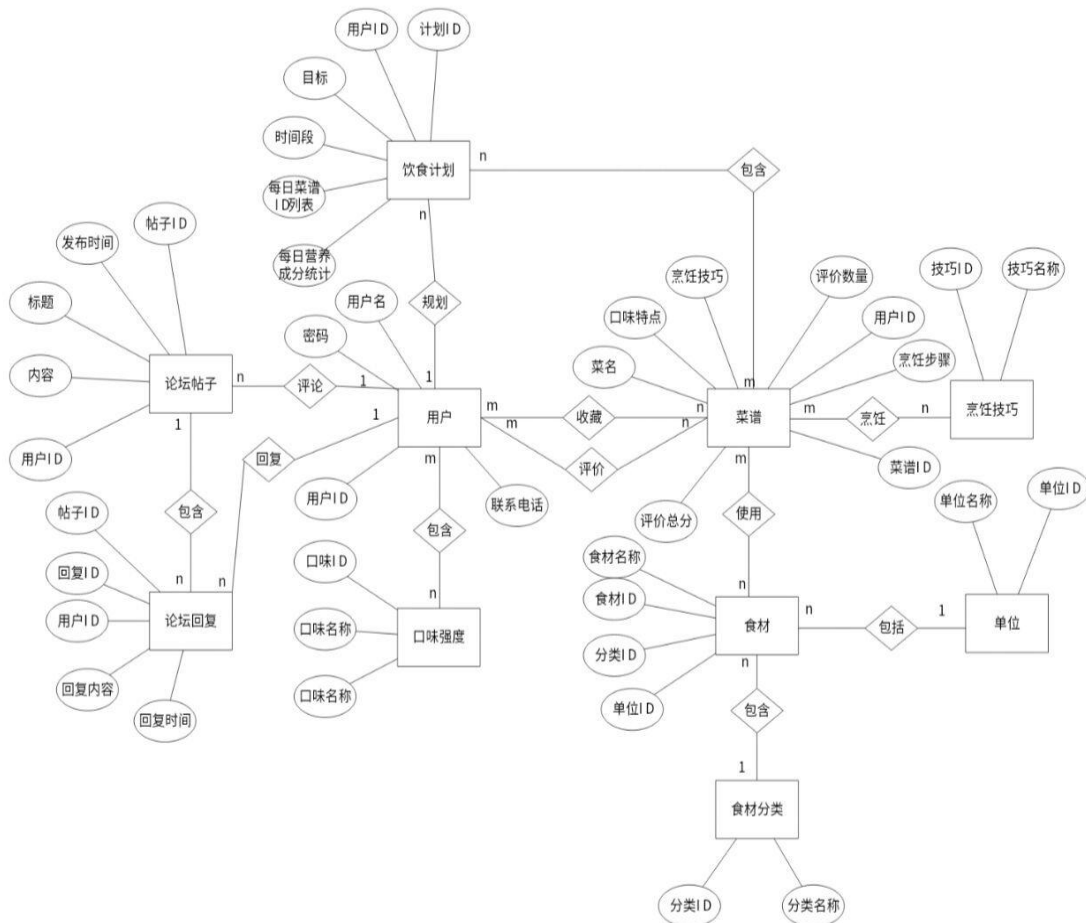 用户ID
计划ID
目标
时间段
每日菜谱
ID列表
每日营养
成分统计
饮食计划
n
包含
n
规划
1
帖子ID
发布时间
标题
内容
用户ID
论坛帖子
n
评论
1
1
包含
n
帖子ID
回复ID
用户ID
回复内容
回复时间
论坛回复
n
回复
1
用户名
密码
用户ID
联系电话
用户
m
收藏
n
m
评价
n
m
包含
n
口味ID
口味名称
口味名称
口味强度
烹饪技巧
口味特点
菜名
评价数量
用户ID
烹饪步骤
菜谱ID
评价总分
m
菜谱
m
烹饪
n
技巧ID
技巧名称
烹饪技巧
m
使用
n
食材名称
食材ID
分类ID
单位ID
食材
n
包括
1
单位名称
单位ID
单位
n
包含
1
食材分类
分类ID
分类名称